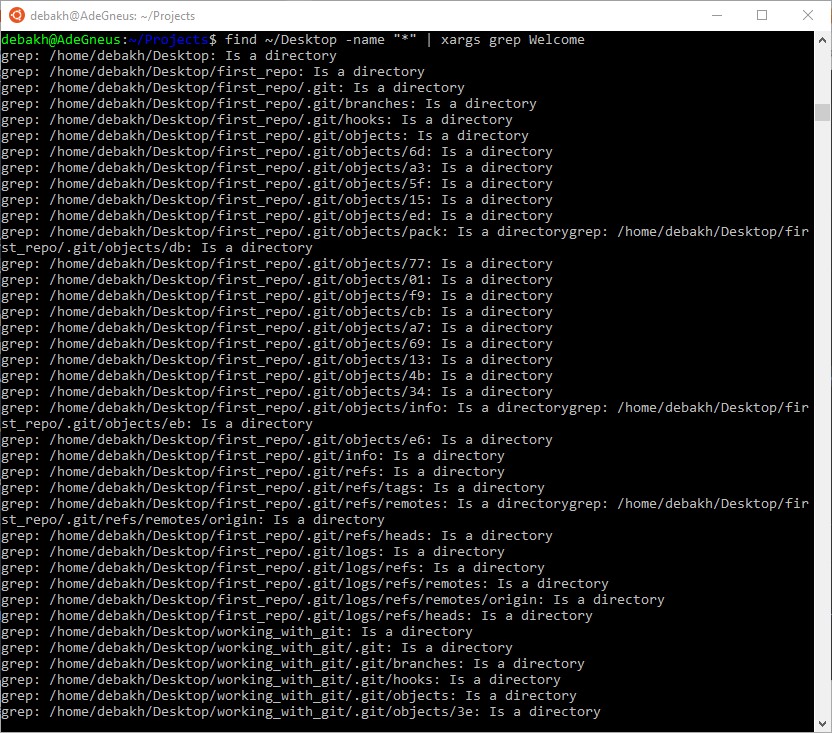 debakh@AdeGneus: ~/Projects
debakh@AdeGneus:~/Projects$ find ~/Desktop -name "*" | xargs grep Welcome
grep: /home/debakh/Desktop: Is a directory
grep: /home/debakh/Desktop/first_repo: Is a directory
grep: /home/debakh/Desktop/first_repo/.git: Is a directory
grep: /home/debakh/Desktop/first_repo/.git/branches: Is a directory
grep: /home/debakh/Desktop/first_repo/.git/hooks: Is a directory
grep: /home/debakh/Desktop/first_repo/.git/objects: Is a directory
grep: /home/debakh/Desktop/first_repo/.git/objects/6d: Is a directory
grep: /home/debakh/Desktop/first_repo/.git/objects/a3: Is a directory
grep: /home/debakh/Desktop/first_repo/.git/objects/5f: Is a directory
grep: /home/debakh/Desktop/first_repo/.git/objects/15: Is a directory
grep: /home/debakh/Desktop/first_repo/.git/objects/ed: Is a directory
grep: /home/debakh/Desktop/first_repo/.git/objects/pack: Is a directorygrep: /home/debakh/Desktop/fir
st_repo/.git/objects/db: Is a directory
grep: /home/debakh/Desktop/first_repo/.git/objects/77: Is a directory
grep: /home/debakh/Desktop/first_repo/.git/objects/01: Is a directory
grep: /home/debakh/Desktop/first_repo/.git/objects/f9: Is a directory
grep: /home/debakh/Desktop/first_repo/.git/objects/cb: Is a directory
grep: /home/debakh/Desktop/first_repo/.git/objects/a7: Is a directory
grep: /home/debakh/Desktop/first_repo/.git/objects/69: Is a directory
grep: /home/debakh/Desktop/first_repo/.git/objects/13: Is a directory
grep: /home/debakh/Desktop/first_repo/.git/objects/4b: Is a directory
grep: /home/debakh/Desktop/first_repo/.git/objects/34: Is a directory
grep: /home/debakh/Desktop/first_repo/.git/objects/info: Is a directorygrep: /home/debakh/Desktop/fir
st_repo/.git/objects/eb: Is a directory
grep: /home/debakh/Desktop/first_repo/.git/objects/e6: Is a directory
grep: /home/debakh/Desktop/first_repo/.git/info: Is a directory
grep: /home/debakh/Desktop/first_repo/.git/refs: Is a directory
grep: /home/debakh/Desktop/first_repo/.git/refs/tags: Is a directory
grep: /home/debakh/Desktop/first_repo/.git/refs/remotes: Is a directorygrep: /home/debakh/Desktop/fir
st_repo/.git/refs/remotes/origin: Is a directory
grep: /home/debakh/Desktop/first_repo/.git/refs/heads: Is a directory
grep: /home/debakh/Desktop/first_repo/.git/logs: Is a directory
grep: /home/debakh/Desktop/first_repo/.git/logs/refs: Is a directory
grep: /home/debakh/Desktop/first_repo/.git/logs/refs/remotes: Is a directory
grep: /home/debakh/Desktop/first_repo/.git/logs/refs/remotes/origin: Is a directory
grep: /home/debakh/Desktop/first_repo/.git/logs/refs/heads: Is a directory
grep: /home/debakh/Desktop/working_with_git: Is a directory
grep: /home/debakh/Desktop/working_with_git/.git: Is a directory
grep: /home/debakh/Desktop/working_with_git/.git/branches: Is a directory
grep: /home/debakh/Desktop/working_with_git/.git/hooks: Is a directory
grep: /home/debakh/Desktop/working_with_git/.git/objects: Is a directory
grep: /home/debakh/Desktop/working_with_git/.git/objects/3e: Is a directory